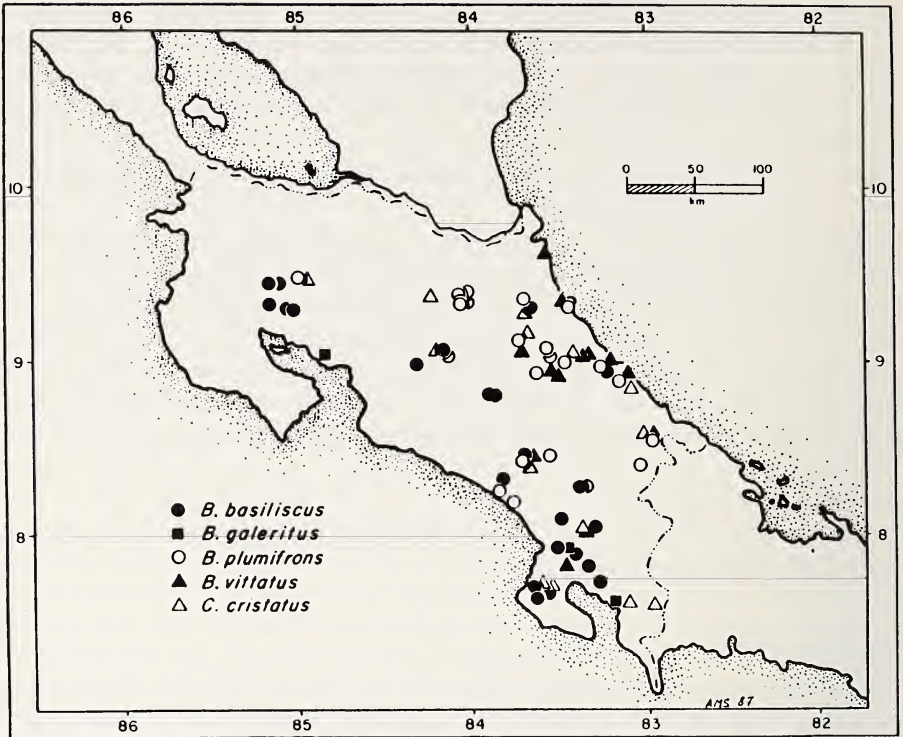 86 85 84 83 82
10 10
0 50 100
km
9 9
B. basiliscus
B. galeritus
B. plumifrons
B. vittatus
C. cristatus
8 8
AMS 87
86 85 84 83 82